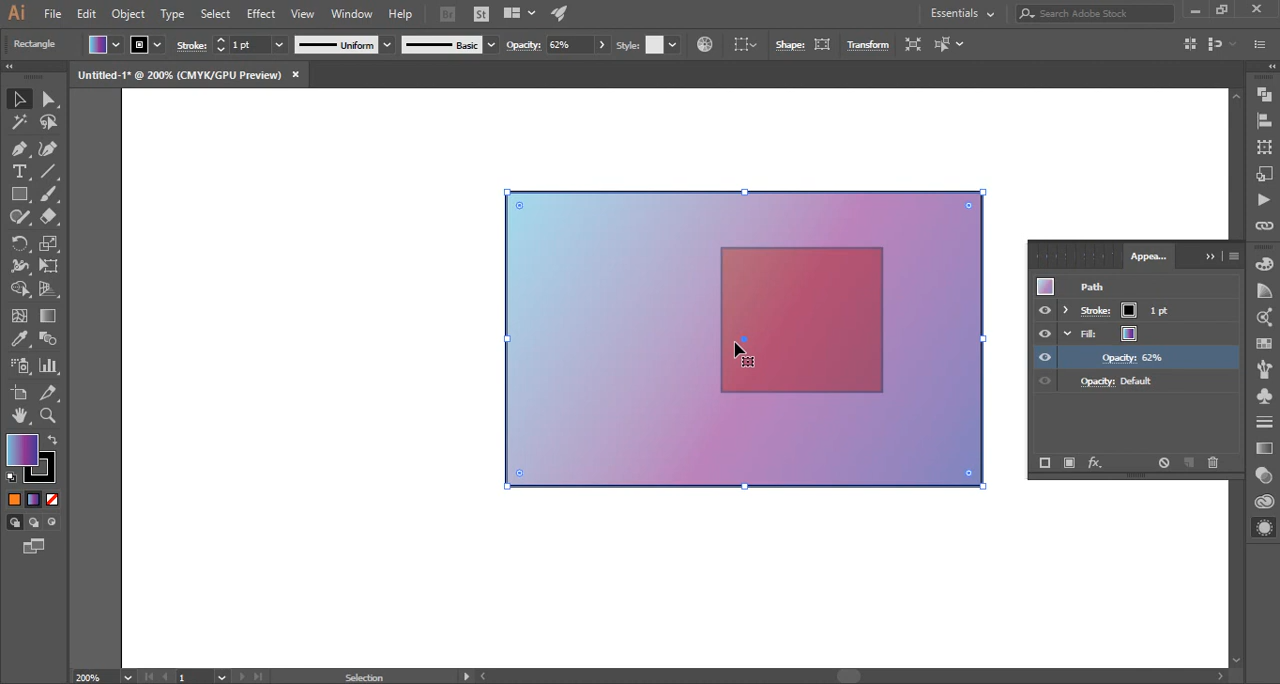 Ai File Edit Object Type Select Effect View Window Help Br St Essentials Search Adobe Stock
Rectangle Stroke: 1 pt Uniform Basic Opacity: 62% Style: Shape: Transform
Untitled-1* @ 200% (CMYK/GPU Preview) ×
Appea...
Path
Stroke: 1 pt
Fill:
Opacity: 62%
Opacity: Default
fx.
200% 1 Selection